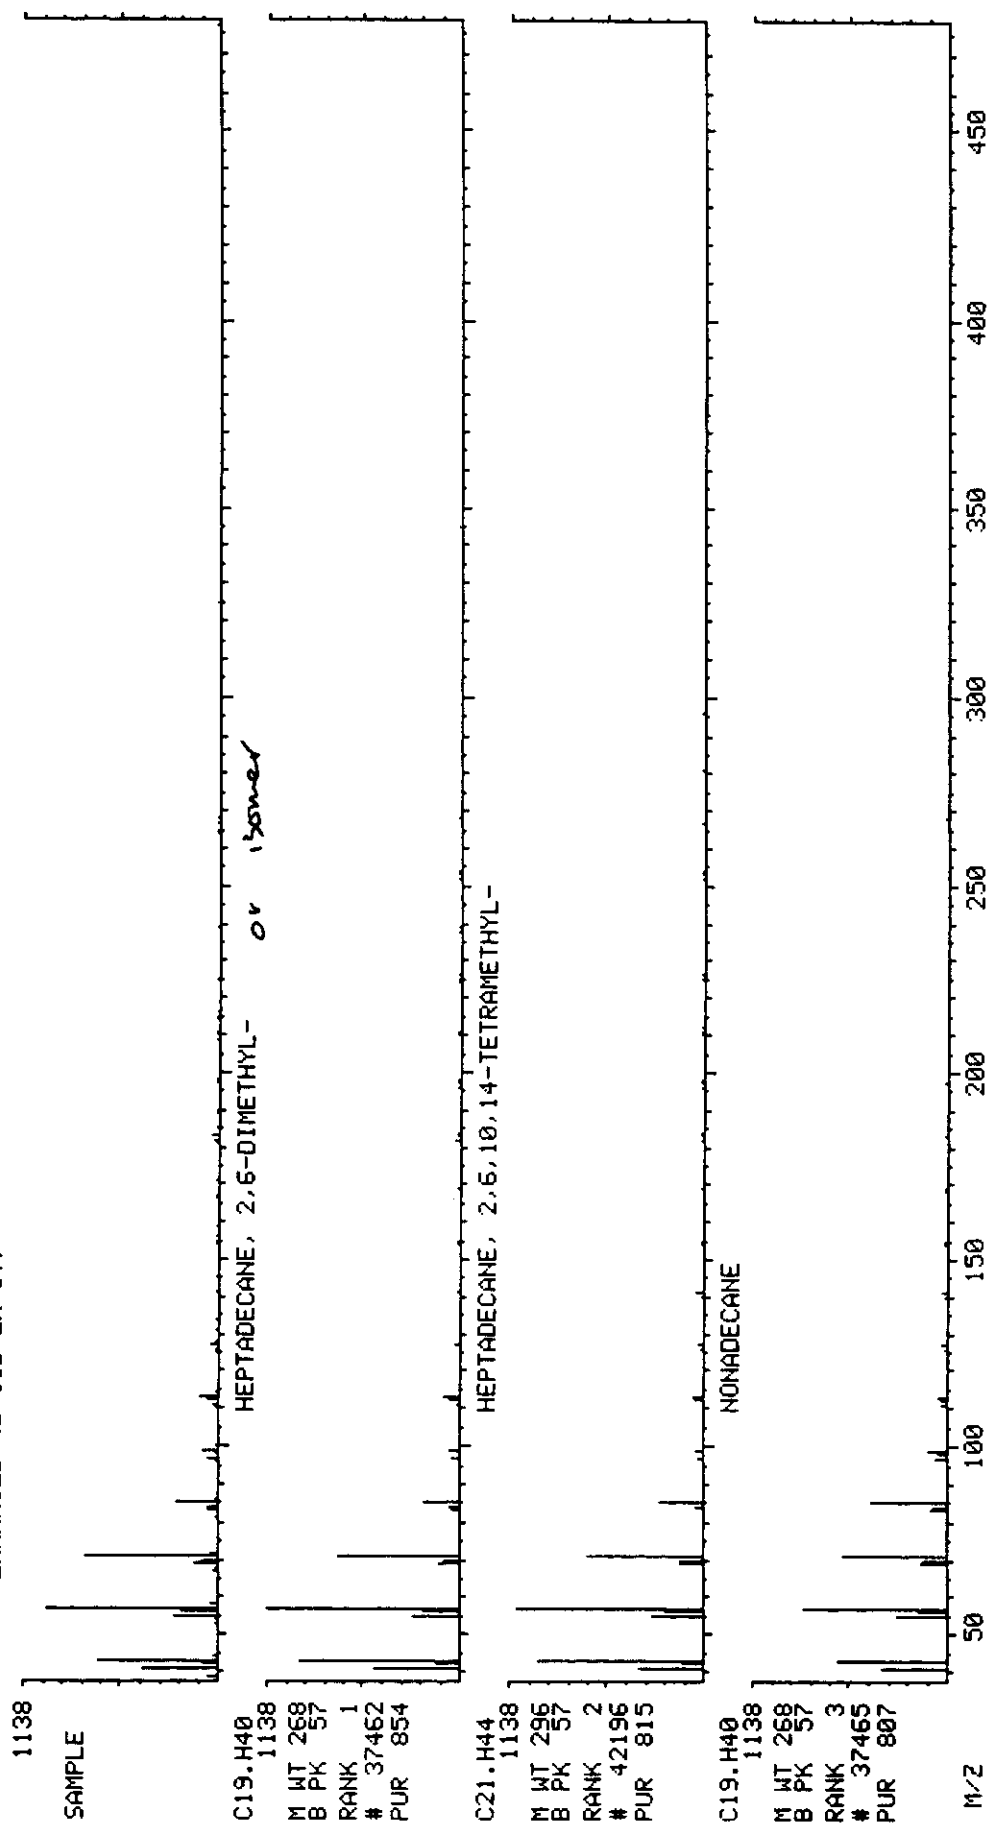 1138
SAMPLE
C19.H40
HEPTADECANE, 2,6-DIMETHYL-
or isomer
1138
M WT 268
B PK 57
RANK 1
# 37462
PUR 854
C21.H44
HEPTADECANE, 2,6,10,14-TETRAMETHYL-
1138
M WT 296
B PK 57
RANK 2
# 42196
PUR 815
C19.H40
NONADECANE
1138
M WT 268
B PK 57
RANK 3
# 37465
PUR 807
M/Z 50 100 150 200 250 300 350 400 450